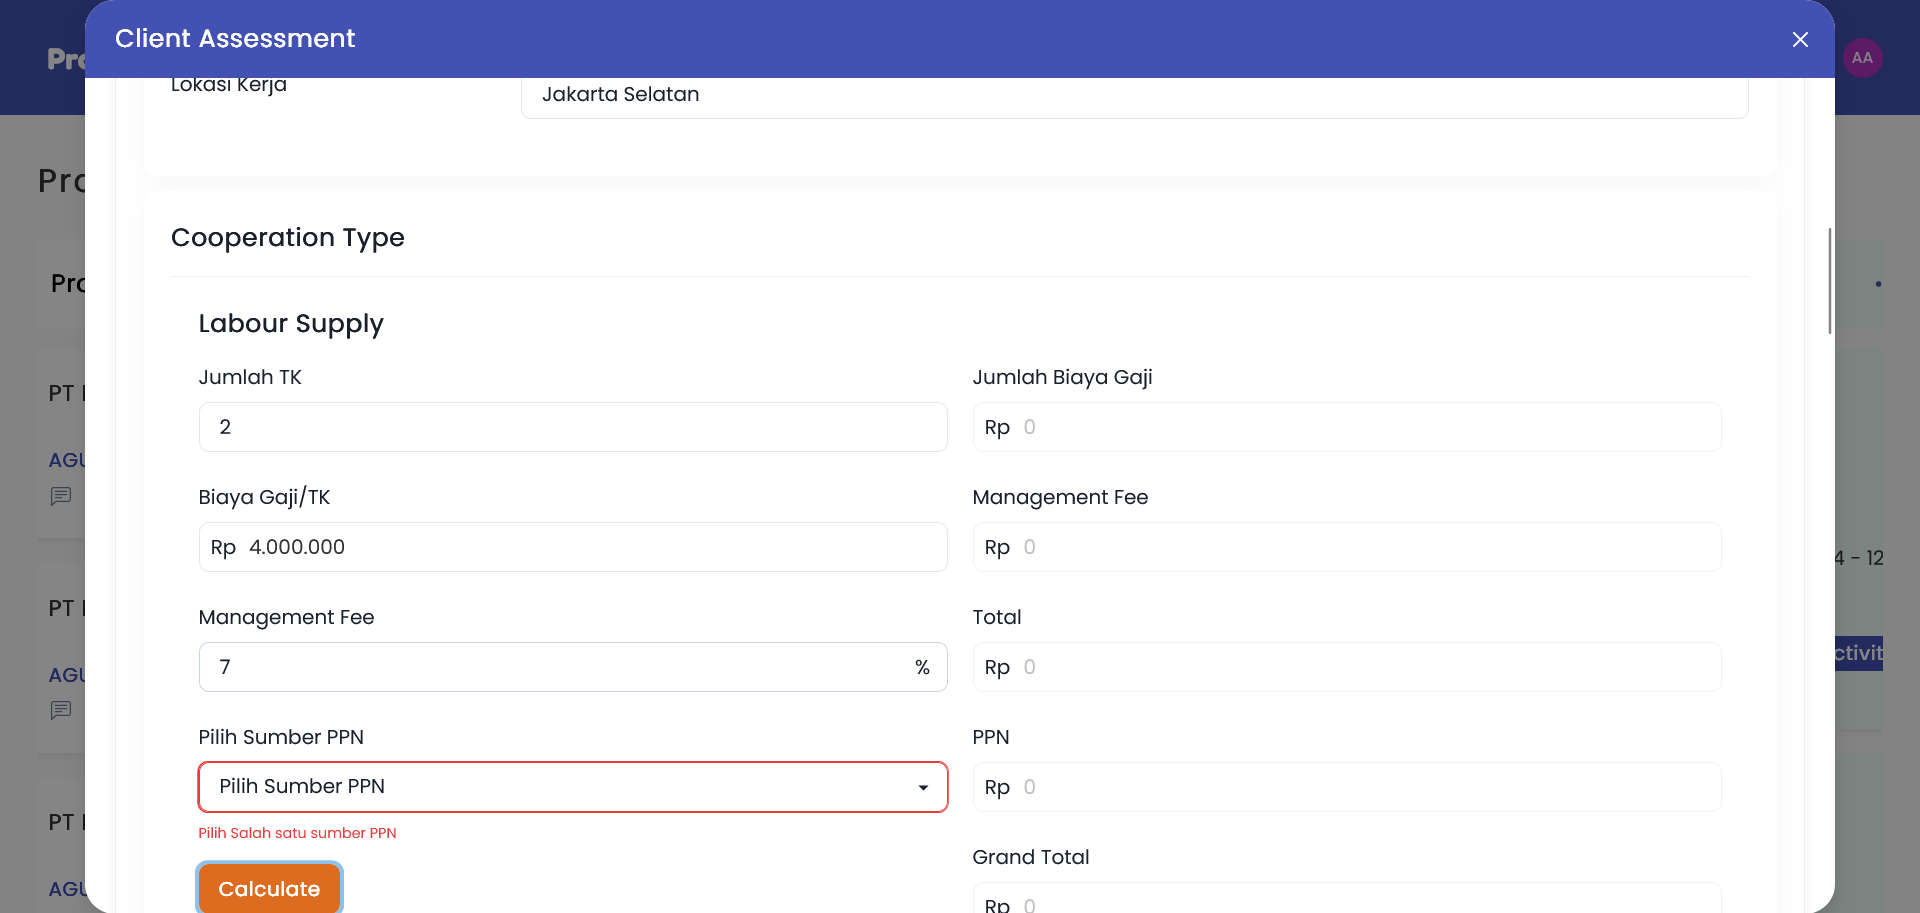 Client Assessment
AA
Lokasi Kerja
Jakarta Selatan
Cooperation Type
Labour Supply
Jumlah TK
2
Jumlah Biaya Gaji
Rp 0
Biaya Gaji/TK
Rp 4.000.000
Management Fee
Rp 0
Management Fee
7 %
Total
Rp 0
Pilih Sumber PPN
Pilih Sumber PPN
Pilih Salah satu sumber PPN
PPN
Rp 0
Calculate
Grand Total
Rp 0
Pro
Pro
Pro
PT
AGU
PT
AGU
PT
AGU
4 - 12
ctivit